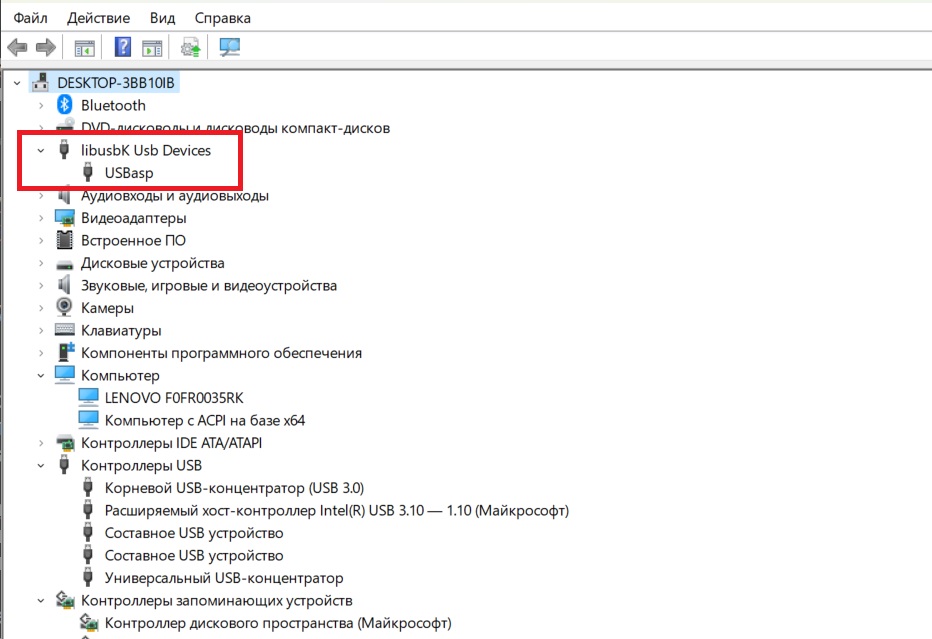 Файл Действие Вид Справка
DESKTOP-3BB10IB
Bluetooth
DVD-дисководы и дисководы компакт-дисков
libusbK Usb Devices
USBasp
Аудиовходы и аудиовыходы
Видеоадаптеры
Встроенное ПО
Дисковые устройства
Звуковые, игровые и видеоустройства
Камеры
Клавиатуры
Компоненты программного обеспечения
Компьютер
LENOVO F0FR0035RK
Компьютер с ACPI на базе x64
Контроллеры IDE ATA/ATAPI
Контроллеры USB
Корневой USB-концентратор (USB 3.0)
Расширяемый хост-контроллер Intel(R) USB 3.10 — 1.10 (Майкрософт)
Составное USB устройство
Составное USB устройство
Универсальный USB-концентратор
Контроллеры запоминающих устройств
Контроллер дискового пространства (Майкрософт)